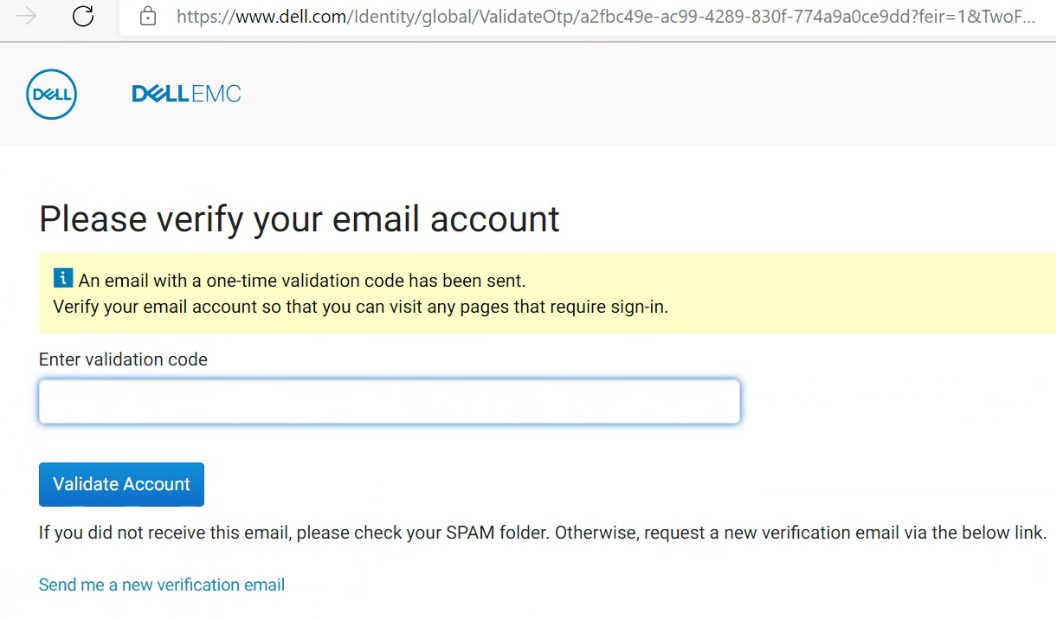 https://www.dell.com/Identity/global/ValidateOtp/a2fbc49e-ac99-4289-830f-774a9a0ce9dd?feir=1&TwoF...
DELL
DELLEMC
Please verify your email account
i An email with a one-time validation code has been sent.
Verify your email account so that you can visit any pages that require sign-in.
Enter validation code
Validate Account
If you did not receive this email, please check your SPAM folder. Otherwise, request a new verification email via the below link.
Send me a new verification email